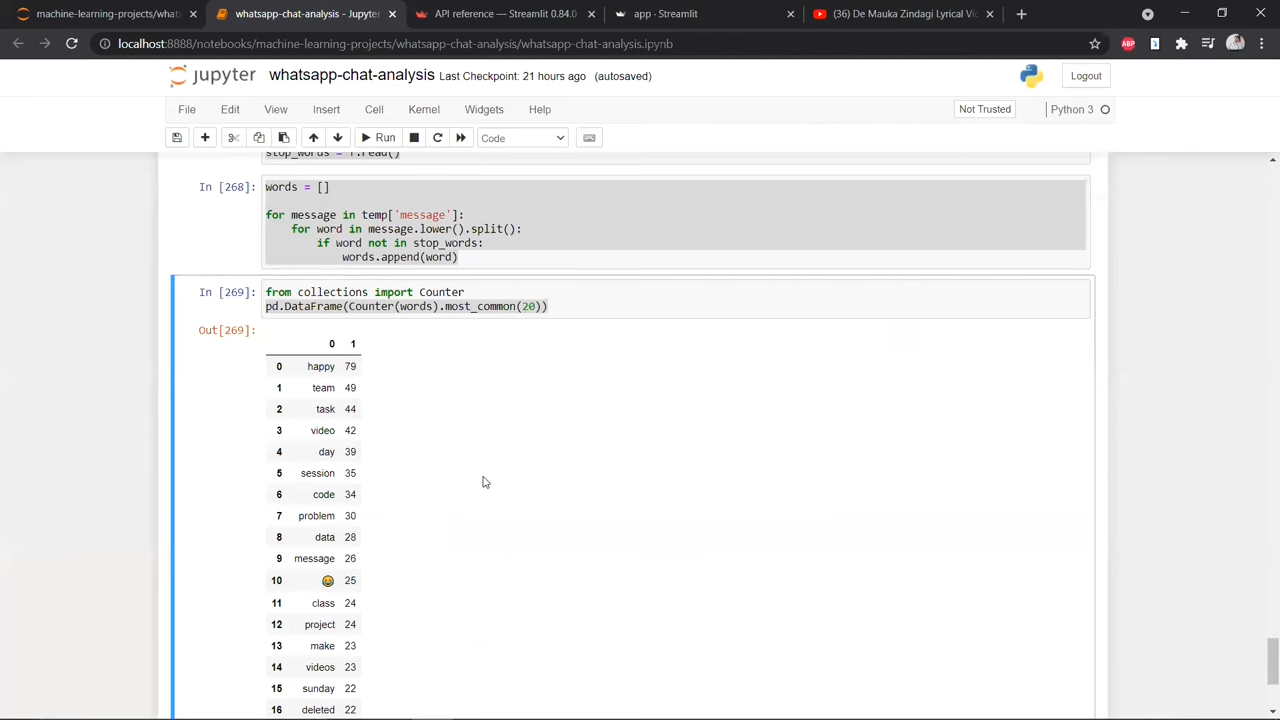 machine-learning-projects/whats
whatsapp-chat-analysis - Jupyter
API reference — Streamlit 0.84.0
app · Streamlit
(36) De Mauka Zindagi Lyrical Vi
localhost:8888/notebooks/machine-learning-projects/whatsapp-chat-analysis/whatsapp-chat-analysis.ipynb
ABP
jupyter whatsapp-chat-analysis Last Checkpoint: 21 hours ago (autosaved)
Logout
File Edit View Insert Cell Kernel Widgets Help
Not Trusted
Python 3
Run
Code
stop_words = f.read()
In [268]: words = []
for message in temp['message']:
for word in message.lower().split():
if word not in stop_words:
words.append(word)
In [269]: from collections import Counter
pd.DataFrame(Counter(words).most_common(20))
Out[269]:
0 1
0 happy 79
1 team 49
2 task 44
3 video 42
4 day 39
5 session 35
6 code 34
7 problem 30
8 data 28
9 message 26
10 😂 25
11 class 24
12 project 24
13 make 23
14 videos 23
15 sunday 22
16 deleted 22